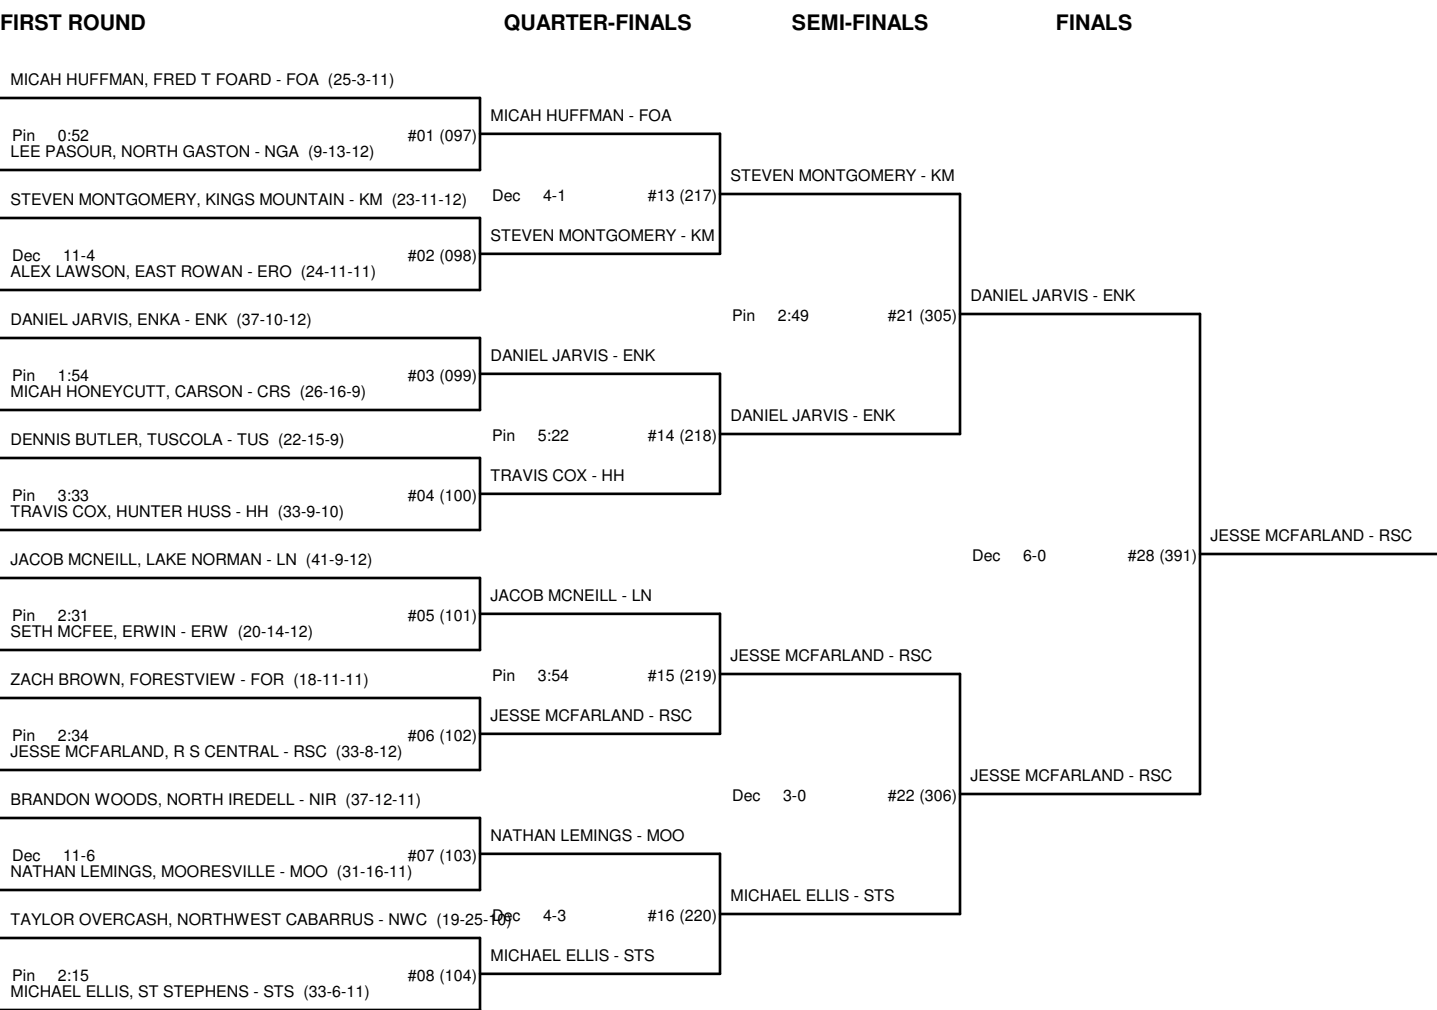 FIRST ROUND QUARTER-FINALS SEMI-FINALS FINALS
MICAH HUFFMAN, FRED T FOARD - FOA (25-3-11)
MICAH HUFFMAN - FOA
Pin 0:52 #01 (097)
LEE PASOUR, NORTH GASTON - NGA (9-13-12)
STEVEN MONTGOMERY - KM
STEVEN MONTGOMERY, KINGS MOUNTAIN - KM (23-11-12) Dec 4-1 #13 (217)
STEVEN MONTGOMERY - KM
Dec 11-4 #02 (098)
ALEX LAWSON, EAST ROWAN - ERO (24-11-11)
DANIEL JARVIS - ENK
DANIEL JARVIS, ENKA - ENK (37-10-12) Pin 2:49 #21 (305)
DANIEL JARVIS - ENK
Pin 1:54 #03 (099)
MICAH HONEYCUTT, CARSON - CRS (26-16-9)
DANIEL JARVIS - ENK
DENNIS BUTLER, TUSCOLA - TUS (22-15-9) Pin 5:22 #14 (218)
TRAVIS COX - HH
Pin 3:33 #04 (100)
TRAVIS COX, HUNTER HUSS - HH (33-9-10)
JESSE MCFARLAND - RSC
JACOB MCNEILL, LAKE NORMAN - LN (41-9-12) Dec 6-0 #28 (391)
JACOB MCNEILL - LN
Pin 2:31 #05 (101)
SETH MCFEE, ERWIN - ERW (20-14-12)
JESSE MCFARLAND - RSC
ZACH BROWN, FORESTVIEW - FOR (18-11-11) Pin 3:54 #15 (219)
JESSE MCFARLAND - RSC
Pin 2:34 #06 (102)
JESSE MCFARLAND, R S CENTRAL - RSC (33-8-12)
JESSE MCFARLAND - RSC
BRANDON WOODS, NORTH IREDELL - NIR (37-12-11) Dec 3-0 #22 (306)
NATHAN LEMINGS - MOO
Dec 11-6 #07 (103)
NATHAN LEMINGS, MOORESVILLE - MOO (31-16-11)
MICHAEL ELLIS - STS
TAYLOR OVERCASH, NORTHWEST CABARRUS - NWC (19-25-10) Dec 4-3 #16 (220)
MICHAEL ELLIS - STS
Pin 2:15 #08 (104)
MICHAEL ELLIS, ST STEPHENS - STS (33-6-11)